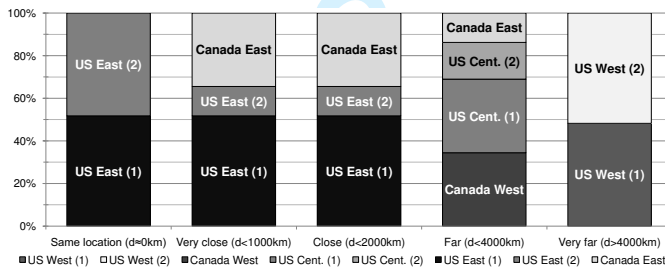 100%
80%
60%
40%
20%
0%
US East (2)
US East (1)
Canada East
US East (2)
US East (1)
Canada East
US East (2)
US East (1)
Canada East
US Cent. (2)
US Cent. (1)
Canada West
US West (2)
US West (1)
Same location (d≈0km) Very close (d<1000km) Close (d<2000km) Far (d<4000km) Very far (d>4000km)
US West (1) US West (2) Canada West US Cent. (1) US Cent. (2) US East (1) US East (2) Canada East